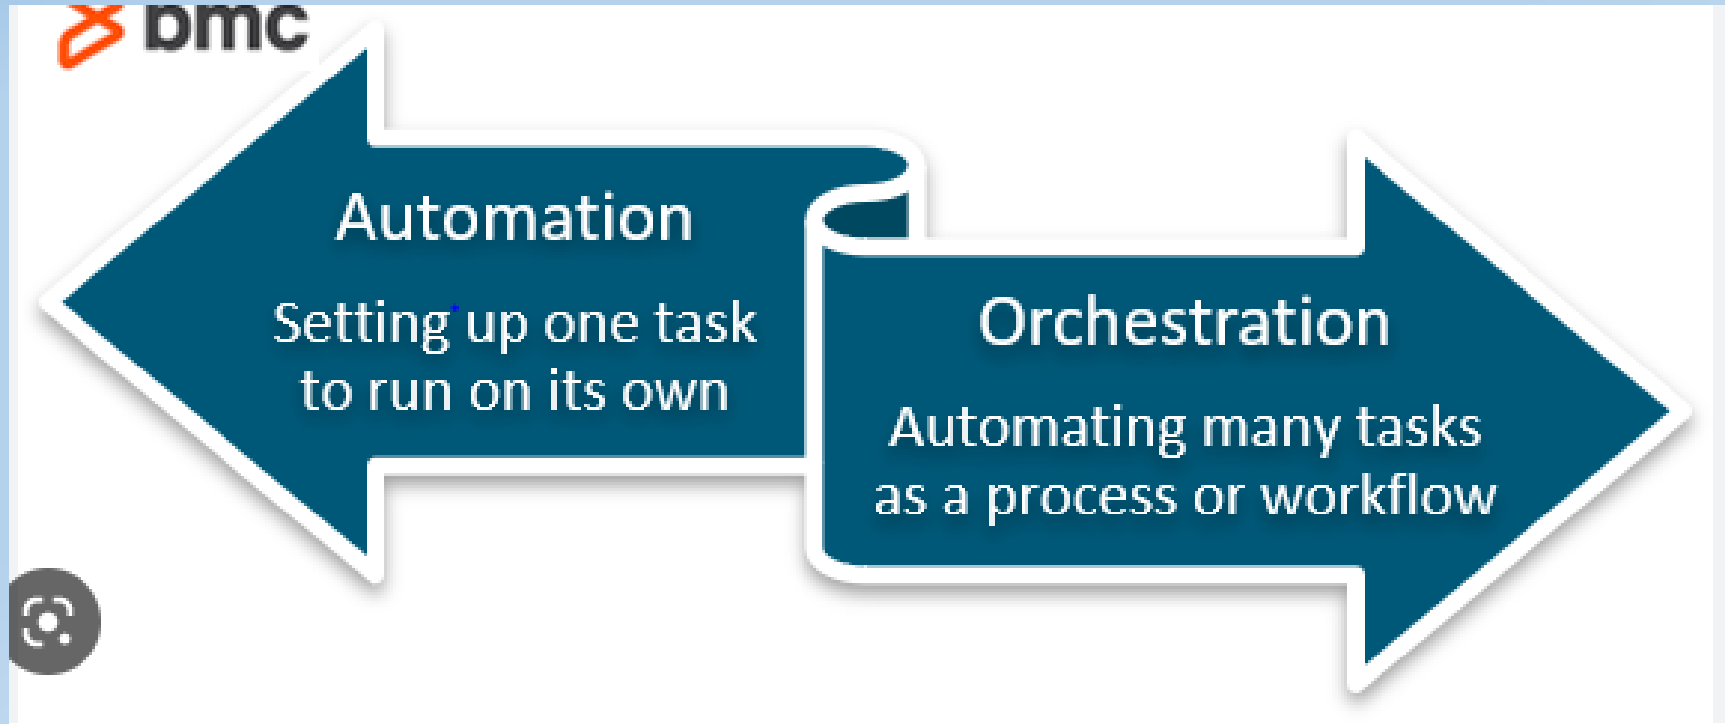 bmc
Automation
Setting up one task
to run on its own
Orchestration
Automating many tasks
as a process or workflow